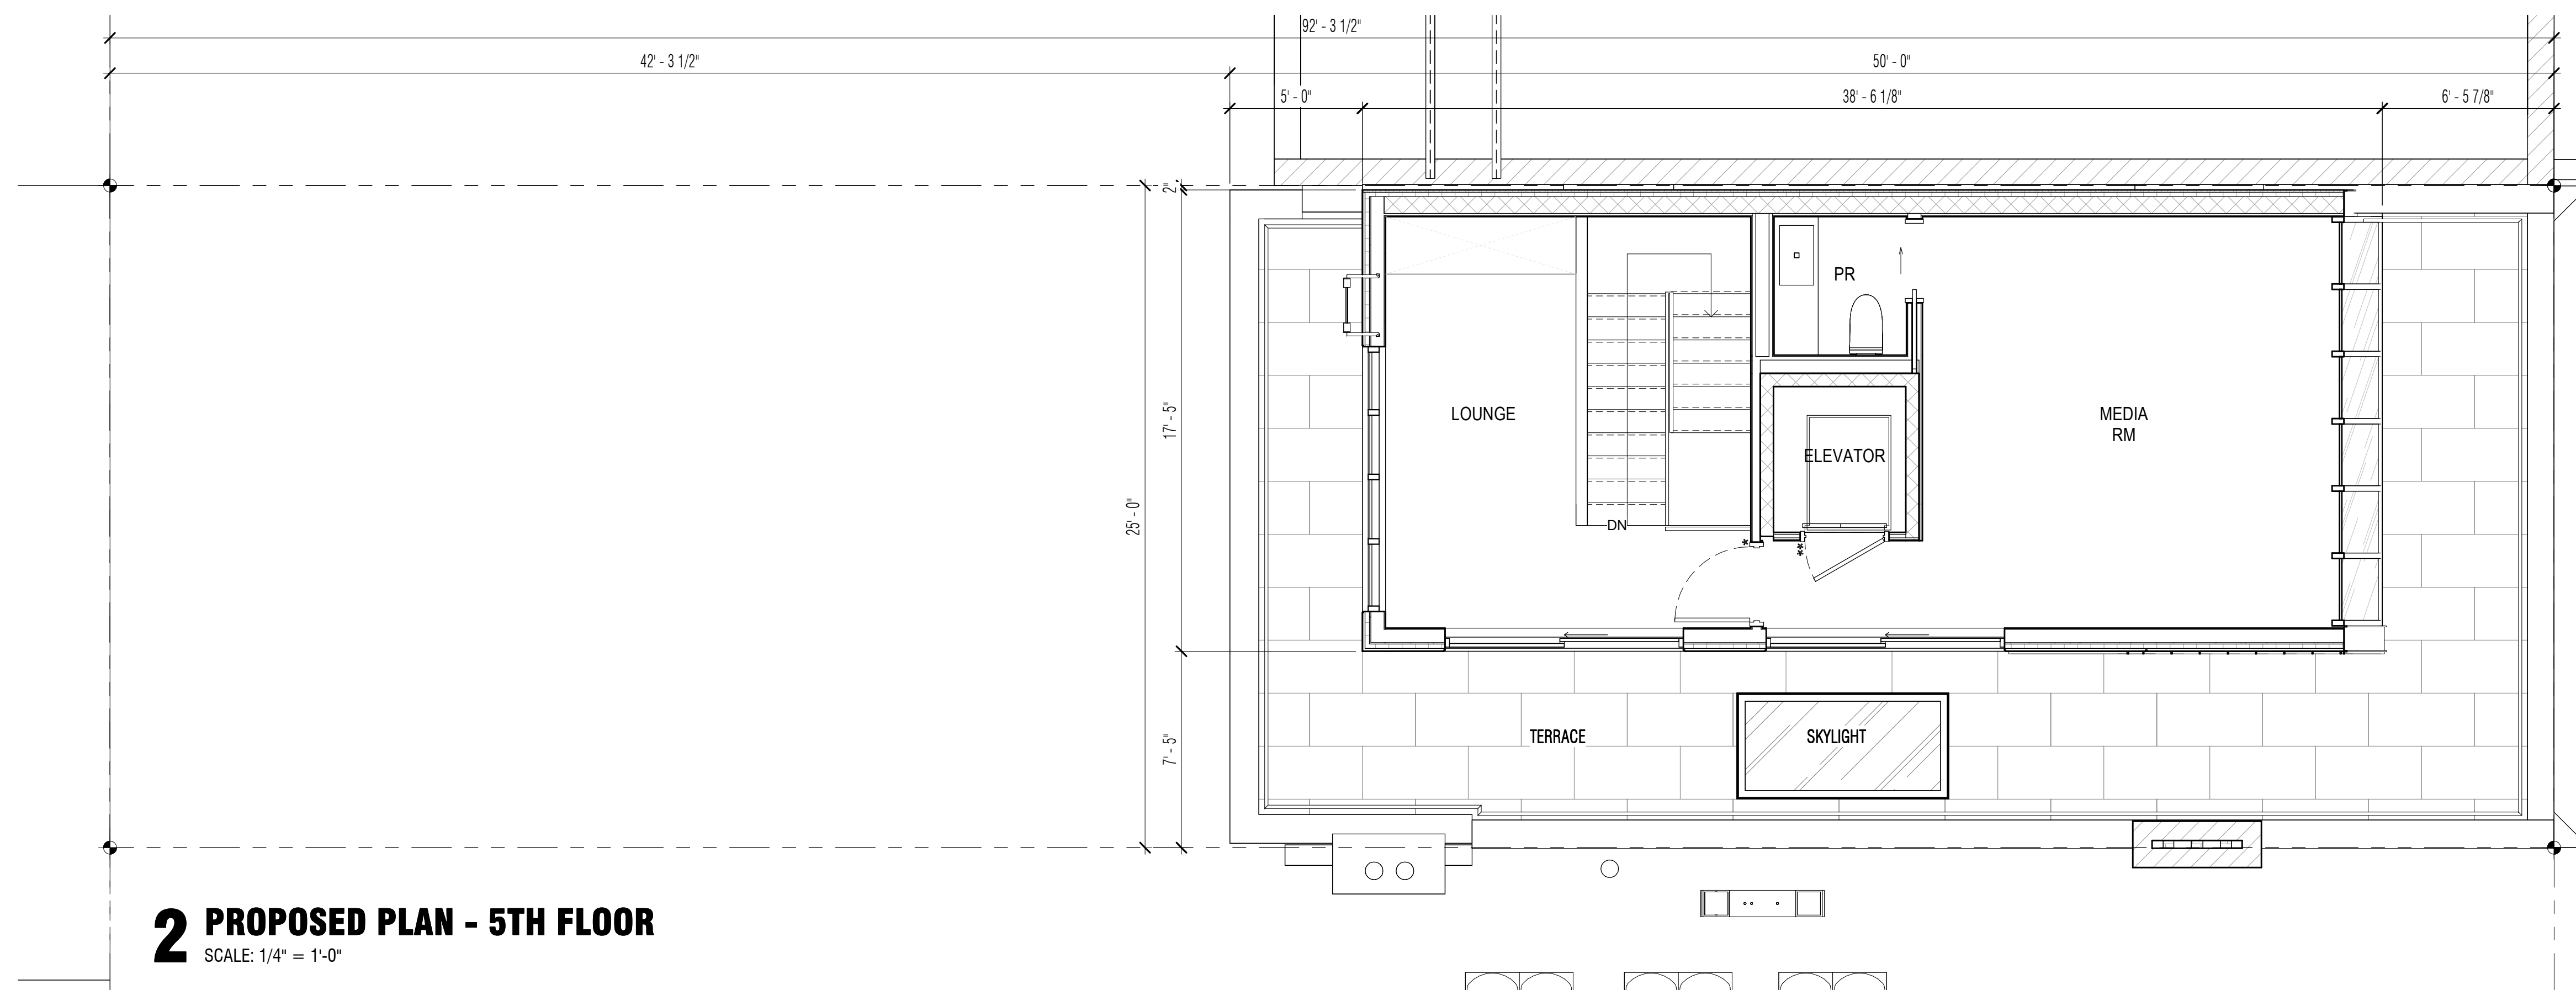 92' - 3 1/2"
42' - 3 1/2"
50' - 0"
5' - 0"
38' - 6 1/8"
6' - 5 7/8"
2"
PR
LOUNGE
MEDIA
RM
17' - 5"
ELEVATOR
25' - 0"
DN
*
**
TERRACE
SKYLIGHT
7' - 5"
2 PROPOSED PLAN - 5TH FLOOR
SCALE: 1/4" = 1'-0"